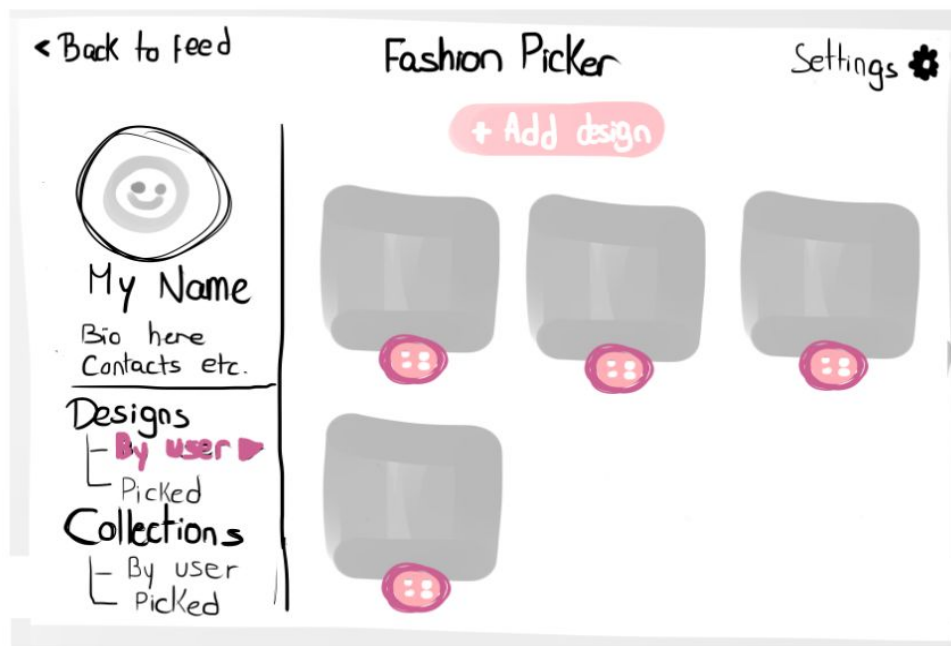 < Back to feed
Fashion Picker
Settings
+ Add design
My Name
Bio here
Contacts etc.
Designs
By user
Picked
Collections
By user
Picked